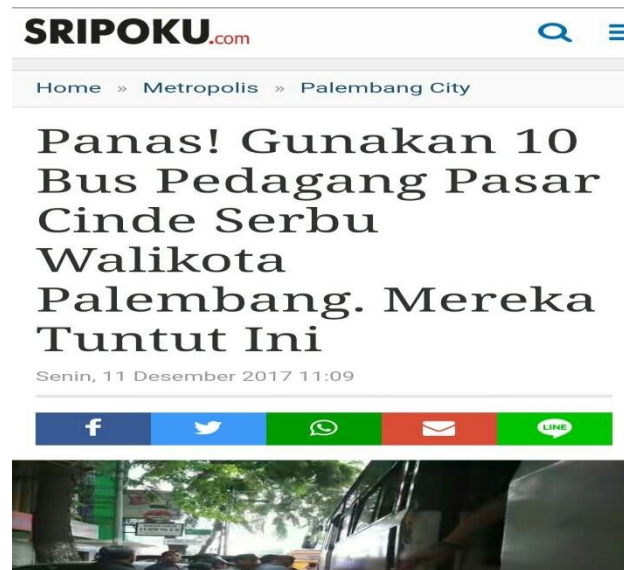 SRIPOKU.com
Home » Metropolis » Palembang City
Panas! Gunakan 10
Bus Pedagang Pasar
Cinde Serbu
Walikota
Palembang. Mereka
Tuntut Ini
Senin, 11 Desember 2017 11:09
f
LINE